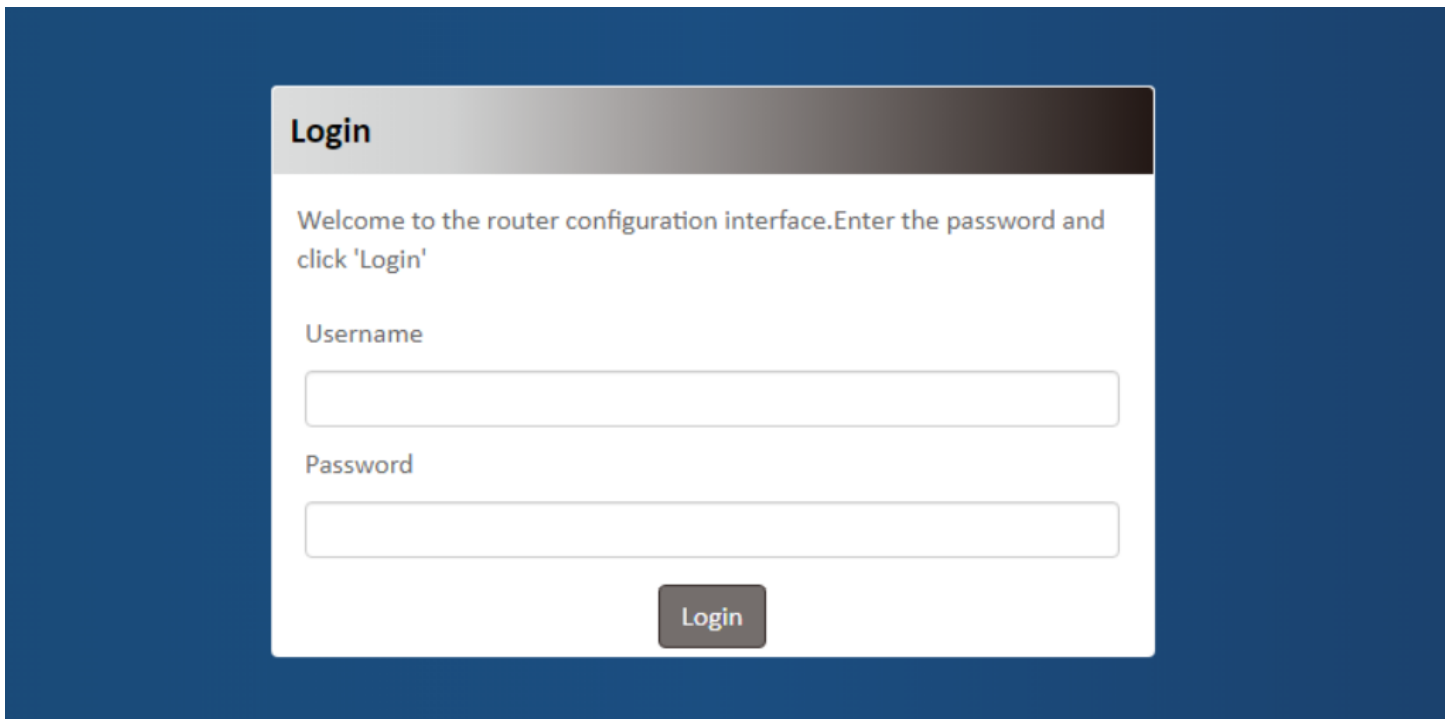 Login
Welcome to the router configuration interface.Enter the password and
click 'Login'
Username
Password
Login